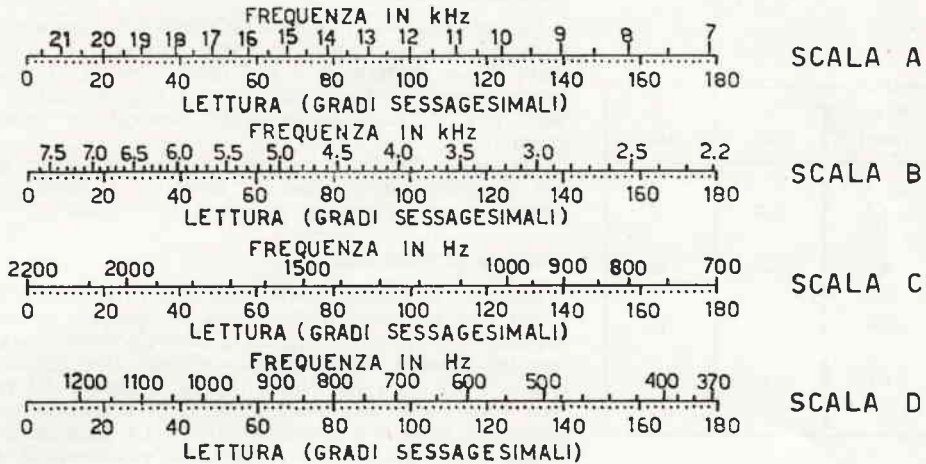 FREQUENZA IN kHz
21 20 19 18 17 16 15 14 13 12 11 10 9 8 7
SCALA A
0 20 40 60 80 100 120 140 160 180
LETTURA (GRADI SESSAGESIMALI)
FREQUENZA IN kHz
7.5 7.0 6.5 6.0 5.5 5.0 4.5 4.0 3.5 3.0 2.5 2.2
SCALA B
0 20 40 60 80 100 120 140 160 180
LETTURA (GRADI SESSAGESIMALI)
FREQUENZA IN Hz
2200 2000 1500 1000 900 800 700
SCALA C
0 20 40 60 80 100 120 140 160 180
LETTURA (GRADI SESSAGESIMALI)
FREQUENZA IN Hz
1200 1100 1000 900 800 700 600 500 400 370
SCALA D
0 20 40 60 80 100 120 140 160 180
LETTURA (GRADI SESSAGESIMALI)